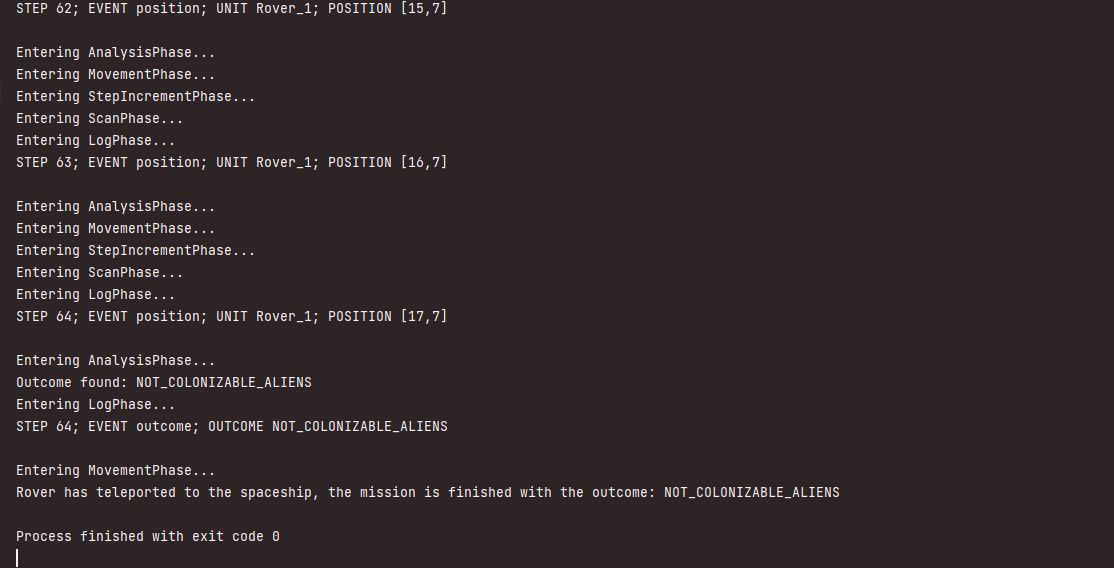 STEP 62; EVENT position; UNIT Rover_1; POSITION [15,7]
Entering AnalysisPhase...
Entering MovementPhase...
Entering StepIncrementPhase...
Entering ScanPhase...
Entering LogPhase...
STEP 63; EVENT position; UNIT Rover_1; POSITION [16,7]
Entering AnalysisPhase...
Entering MovementPhase...
Entering StepIncrementPhase...
Entering ScanPhase...
Entering LogPhase...
STEP 64; EVENT position; UNIT Rover_1; POSITION [17,7]
Entering AnalysisPhase...
Outcome found: NOT_COLONIZABLE_ALIENS
Entering LogPhase...
STEP 64; EVENT outcome; OUTCOME NOT_COLONIZABLE_ALIENS
Entering MovementPhase...
Rover has teleported to the spaceship, the mission is finished with the outcome: NOT_COLONIZABLE_ALIENS
Process finished with exit code 0